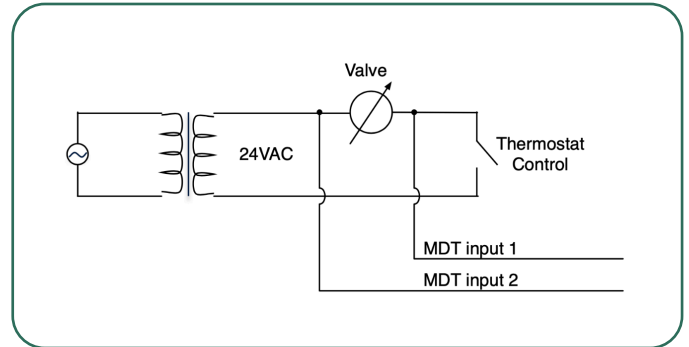 Valve
24VAC
Thermostat
Control
MDT input 1
MDT input 2